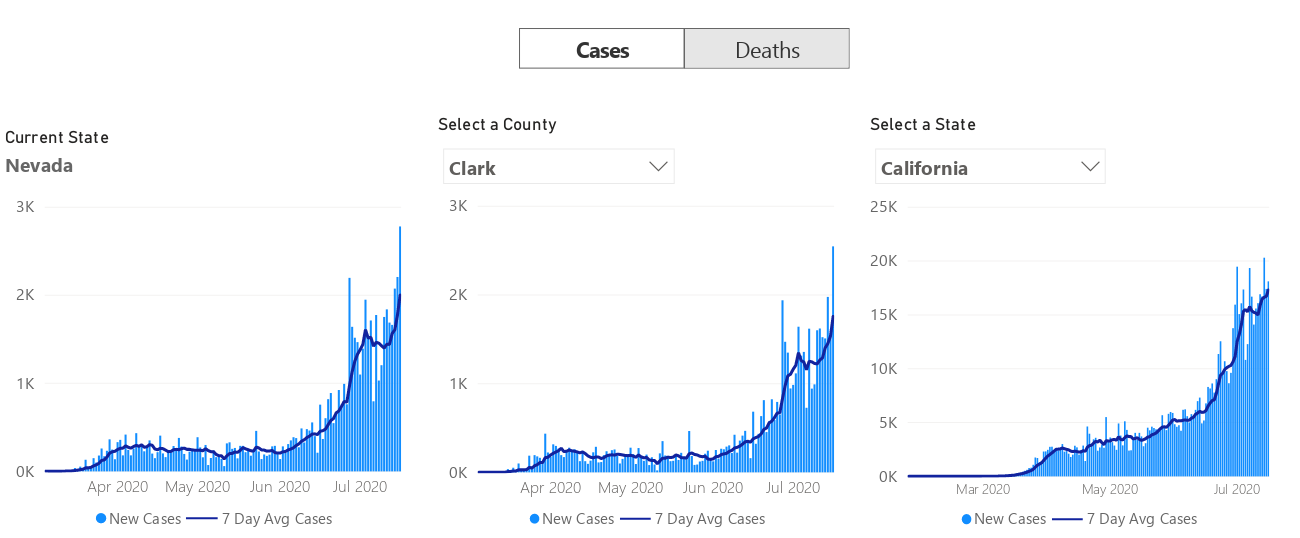 Cases Deaths
Current State
Nevada
3K
2K
1K
0K
Apr 2020 May 2020 Jun 2020 Jul 2020
New Cases 7 Day Avg Cases
Select a County
Clark
3K
2K
1K
0K
Apr 2020 May 2020 Jun 2020 Jul 2020
New Cases 7 Day Avg Cases
Select a State
California
25K
20K
15K
10K
5K
0K
Mar 2020 May 2020 Jul 2020
New Cases 7 Day Avg Cases